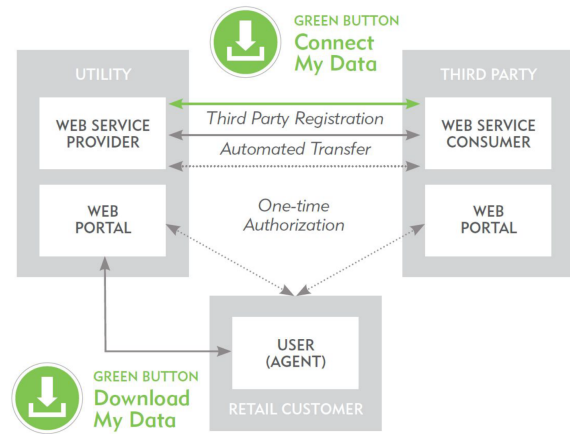 GREEN BUTTON
Connect
My Data
UTILITY
THIRD PARTY
WEB SERVICE
PROVIDER
Third Party Registration
Automated Transfer
WEB SERVICE
CONSUMER
WEB
PORTAL
One-time
Authorization
WEB
PORTAL
USER
(AGENT)
RETAIL CUSTOMER
GREEN BUTTON
Download
My Data